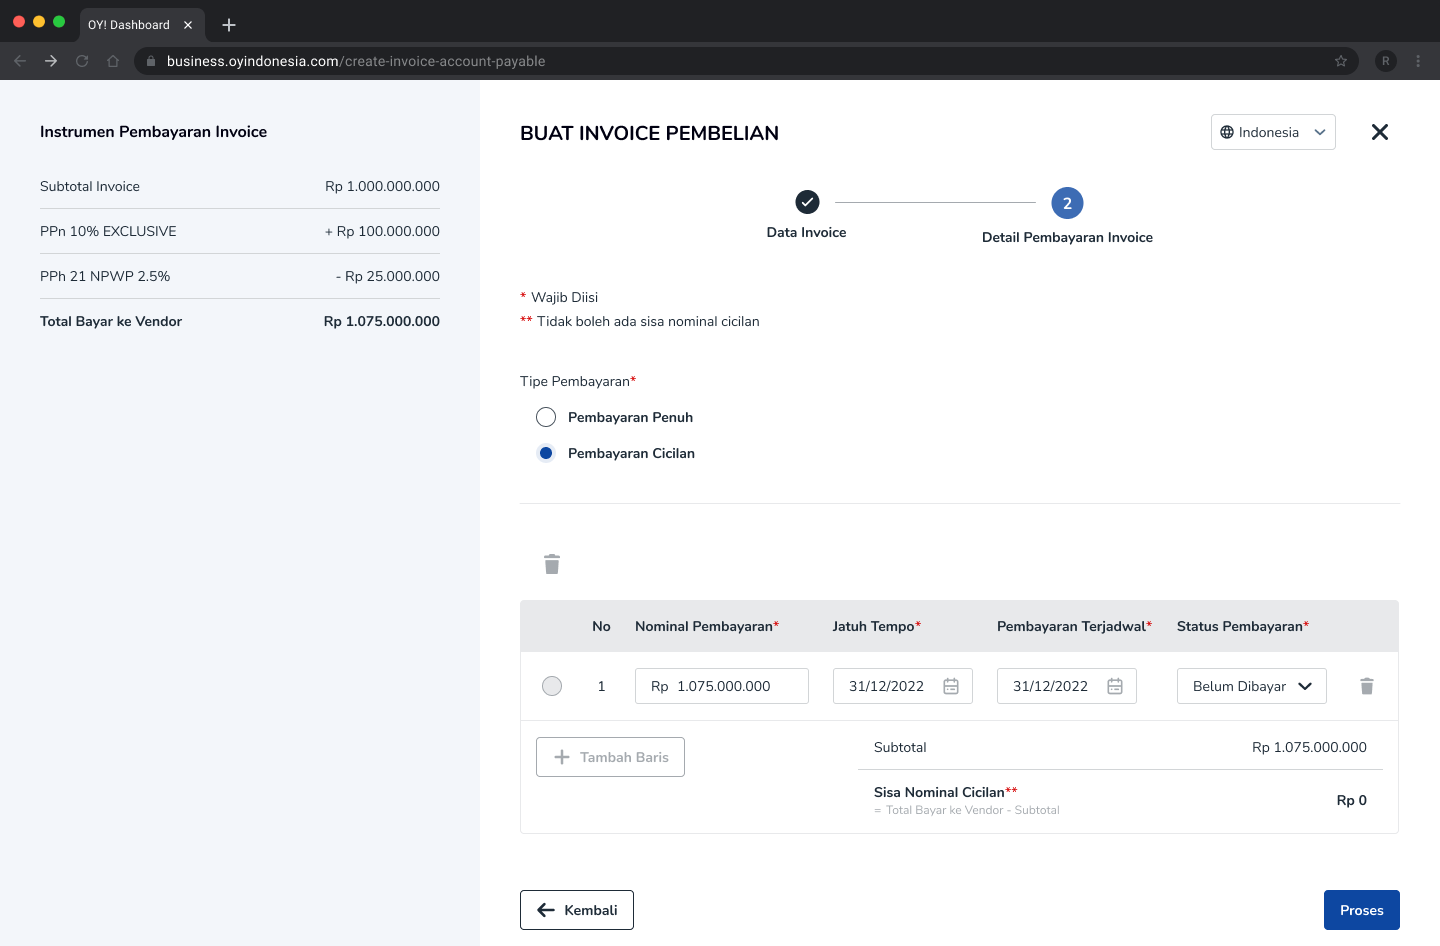 OY! Dashboard
business.oyindonesia.com/create-invoice-account-payable
R
Instrumen Pembayaran Invoice
Subtotal Invoice Rp 1.000.000.000
PPn 10% EXCLUSIVE + Rp 100.000.000
PPh 21 NPWP 2.5% - Rp 25.000.000
Total Bayar ke Vendor Rp 1.075.000.000
BUAT INVOICE PEMBELIAN
Indonesia
2
Data Invoice
Detail Pembayaran Invoice
* Wajib Diisi
** Tidak boleh ada sisa nominal cicilan
Tipe Pembayaran*
Pembayaran Penuh
Pembayaran Cicilan
No Nominal Pembayaran* Jatuh Tempo* Pembayaran Terjadwal* Status Pembayaran*
1 Rp 1.075.000.000 31/12/2022 31/12/2022 Belum Dibayar
Tambah Baris
Subtotal Rp 1.075.000.000
Sisa Nominal Cicilan** Rp 0
= Total Bayar ke Vendor - Subtotal
Kembali
Proses